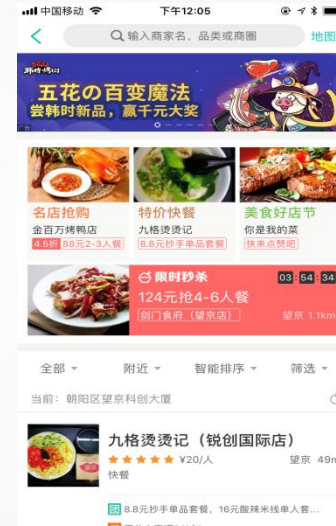 中国移动 下午12:05
输入商家名、品类或商圈 地图
韩时烤肉
五花の百变魔法
尝韩时新品，赢千元大奖
名店抢购 特价快餐 美食好店节
金百万烤鸭店 九格烫烫记 你是我的菜
4.5折 88元2-3人餐 8.8元抄手单品套餐 快来点赞吧
限时秒杀 03 : 54 : 34
124元抢4-6人餐
剑门食府（望京店） 望京 1.1km
全部 附近 智能排序 筛选
当前：朝阳区望京科创大厦
九格烫烫记（锐创国际店）
¥20/人 望京 49m
快餐
团 8.8元抄手单品套餐，16元酸辣米线单人套...